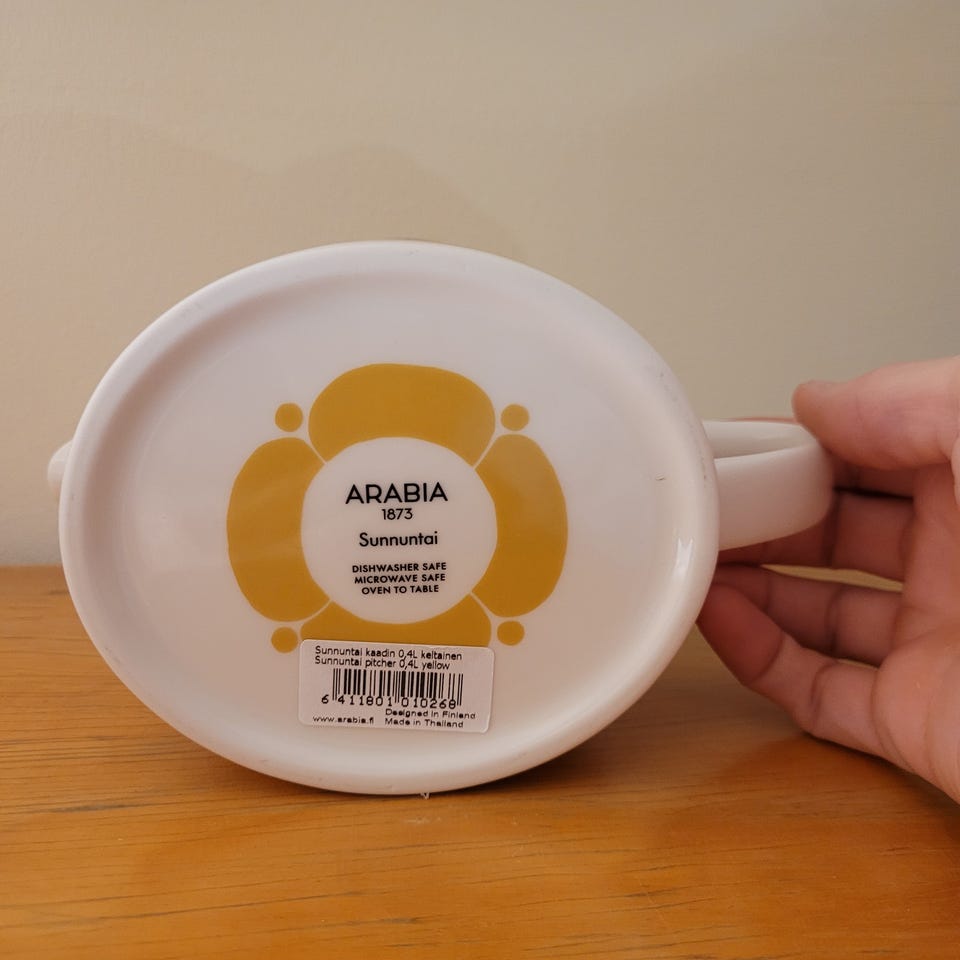 ARABIA
1873
Sunnuntai
DISHWASHER SAFE
MICROWAVE SAFE
OVEN TO TABLE
Sunnuntai kaadin 0,4L keltainen
Sunnuntai pitcher 0,4L yellow
6 411801 010268
Designed in Finland
www.arabia.fi Made in Thailand